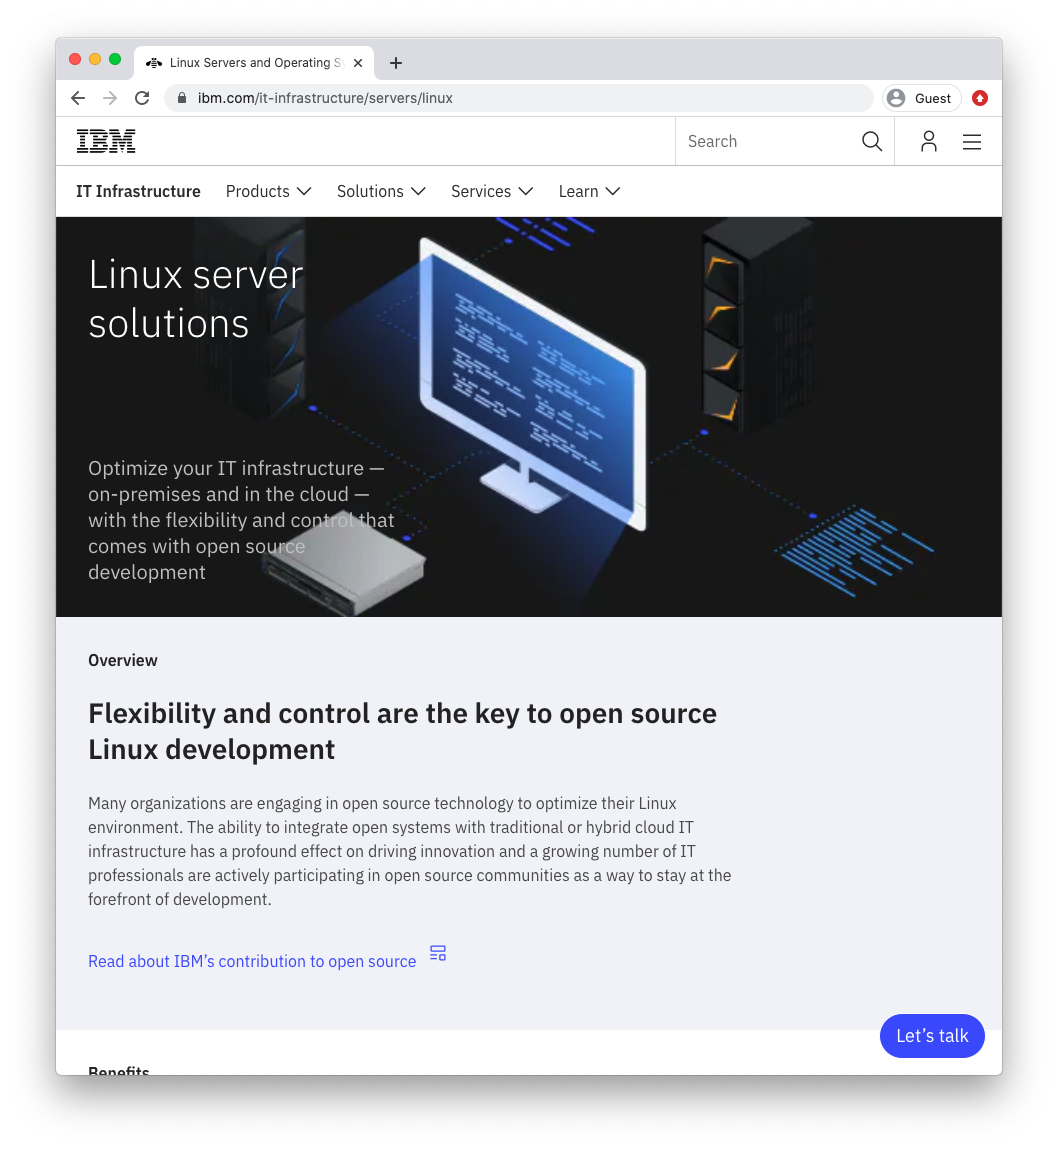 Linux Servers and Operating Sy
ibm.com/it-infrastructure/servers/linux
Guest
IBM
Search
IT Infrastructure Products Solutions Services Learn
Linux server
solutions
Optimize your IT infrastructure —
on-premises and in the cloud —
with the flexibility and control that
comes with open source
development
Overview
Flexibility and control are the key to open source
Linux development
Many organizations are engaging in open source technology to optimize their Linux
environment. The ability to integrate open systems with traditional or hybrid cloud IT
infrastructure has a profound effect on driving innovation and a growing number of IT
professionals are actively participating in open source communities as a way to stay at the
forefront of development.
Read about IBM’s contribution to open source
Let’s talk
Benefits